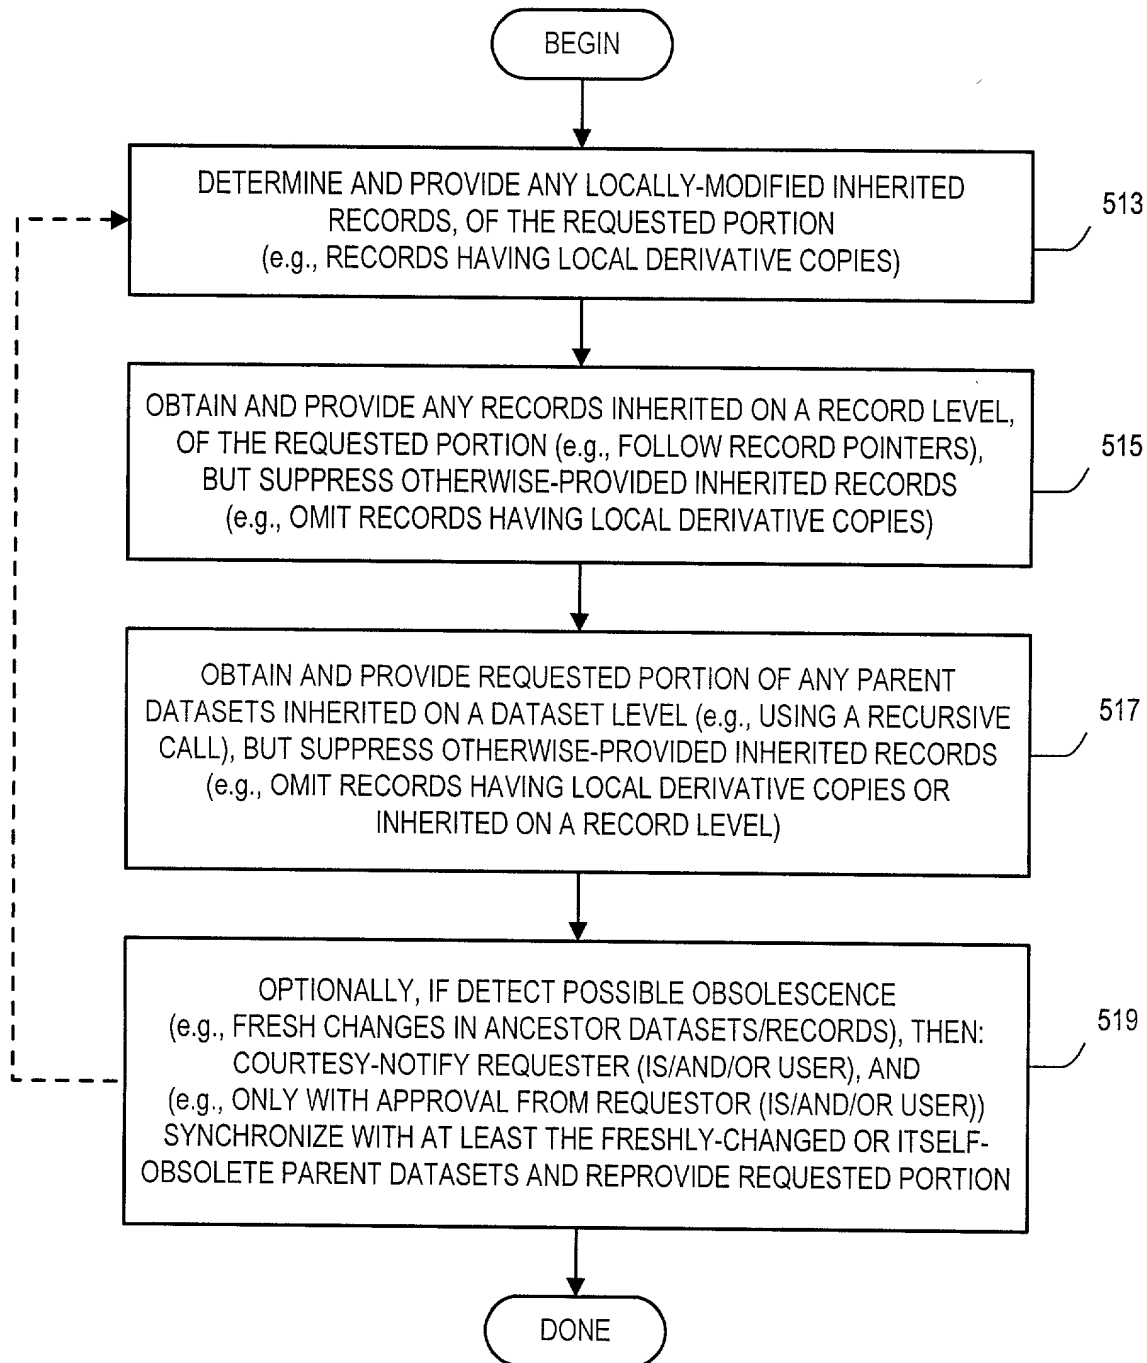 BEGIN
DETERMINE AND PROVIDE ANY LOCALLY-MODIFIED INHERITED
RECORDS, OF THE REQUESTED PORTION
(e.g., RECORDS HAVING LOCAL DERIVATIVE COPIES)
513
OBTAIN AND PROVIDE ANY RECORDS INHERITED ON A RECORD LEVEL,
OF THE REQUESTED PORTION (e.g., FOLLOW RECORD POINTERS),
BUT SUPPRESS OTHERWISE-PROVIDED INHERITED RECORDS
(e.g., OMIT RECORDS HAVING LOCAL DERIVATIVE COPIES)
515
OBTAIN AND PROVIDE REQUESTED PORTION OF ANY PARENT
DATASETS INHERITED ON A DATASET LEVEL (e.g., USING A RECURSIVE
CALL), BUT SUPPRESS OTHERWISE-PROVIDED INHERITED RECORDS
(e.g., OMIT RECORDS HAVING LOCAL DERIVATIVE COPIES OR
INHERITED ON A RECORD LEVEL)
517
OPTIONALLY, IF DETECT POSSIBLE OBSOLESCENCE
(e.g., FRESH CHANGES IN ANCESTOR DATASETS/RECORDS), THEN:
COURTESY-NOTIFY REQUESTER (IS/AND/OR USER), AND
(e.g., ONLY WITH APPROVAL FROM REQUESTOR (IS/AND/OR USER))
SYNCHRONIZE WITH AT LEAST THE FRESHLY-CHANGED OR ITSELF-
OBSOLETE PARENT DATASETS AND REPROVIDE REQUESTED PORTION
519
DONE